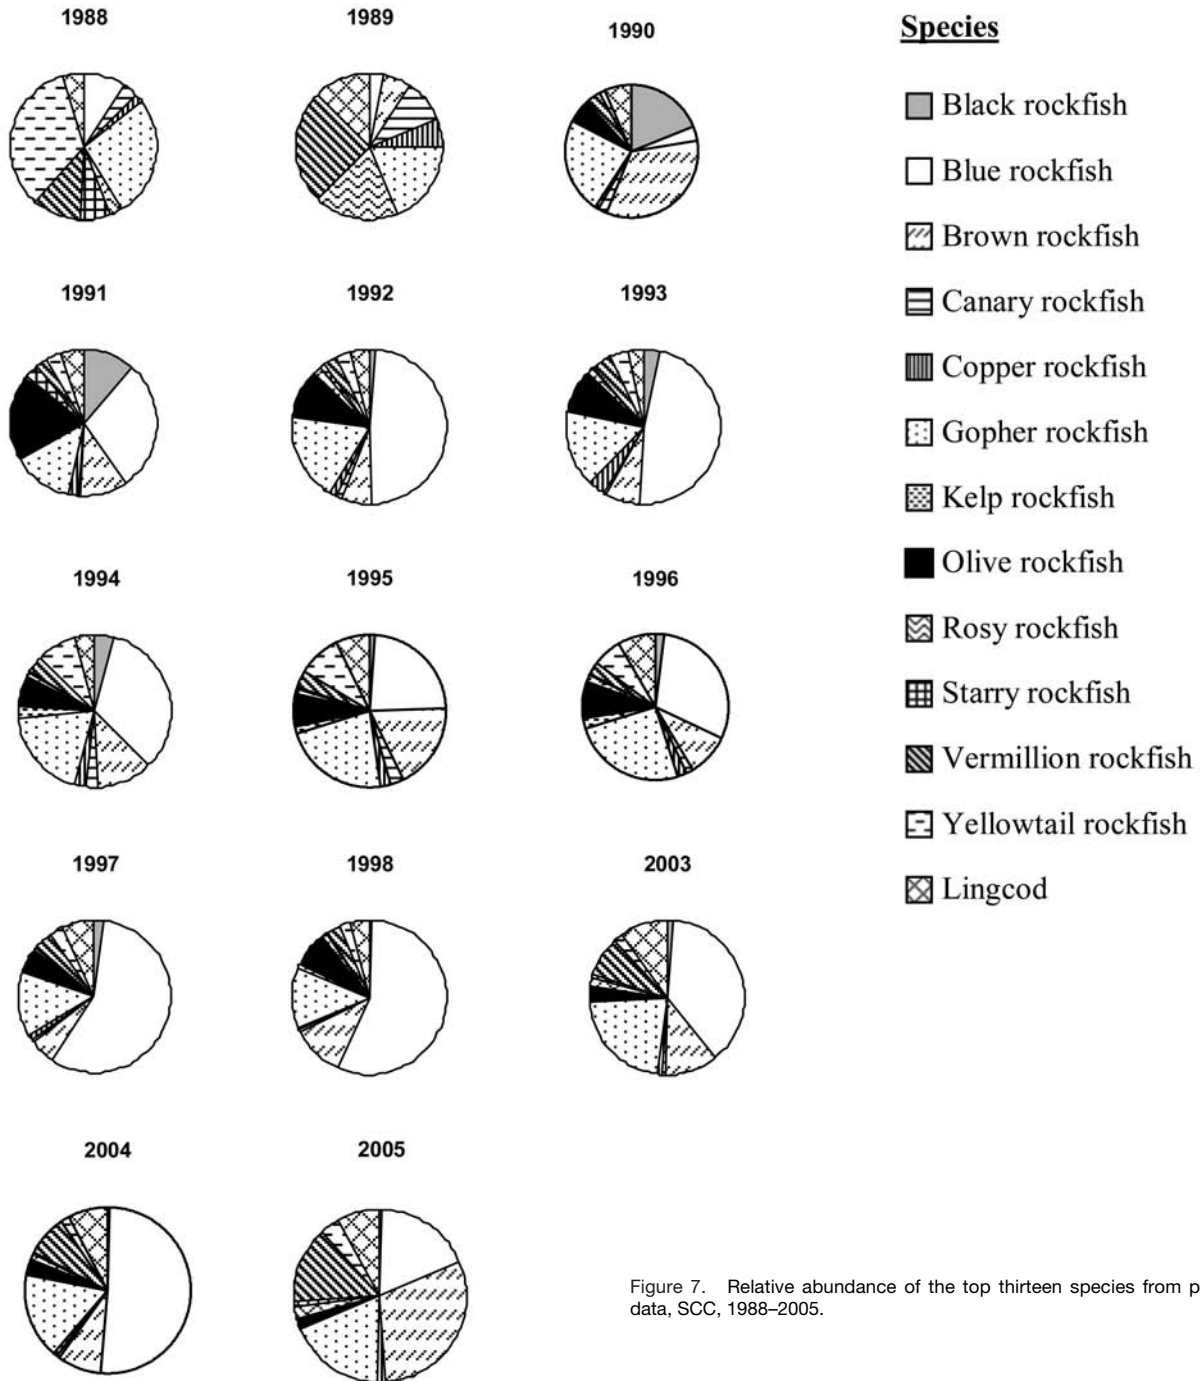 1988
1989
1990
Species
Black rockfish
Blue rockfish
Brown rockfish
Canary rockfish
Copper rockfish
Gopher rockfish
Kelp rockfish
Olive rockfish
Rosy rockfish
Starry rockfish
Vermillion rockfish
Yellowtail rockfish
Lingcod
1991
1992
1993
1994
1995
1996
1997
1998
2003
2004
2005
Figure 7. Relative abundance of the top thirteen species from p
data, SCC, 1988–2005.